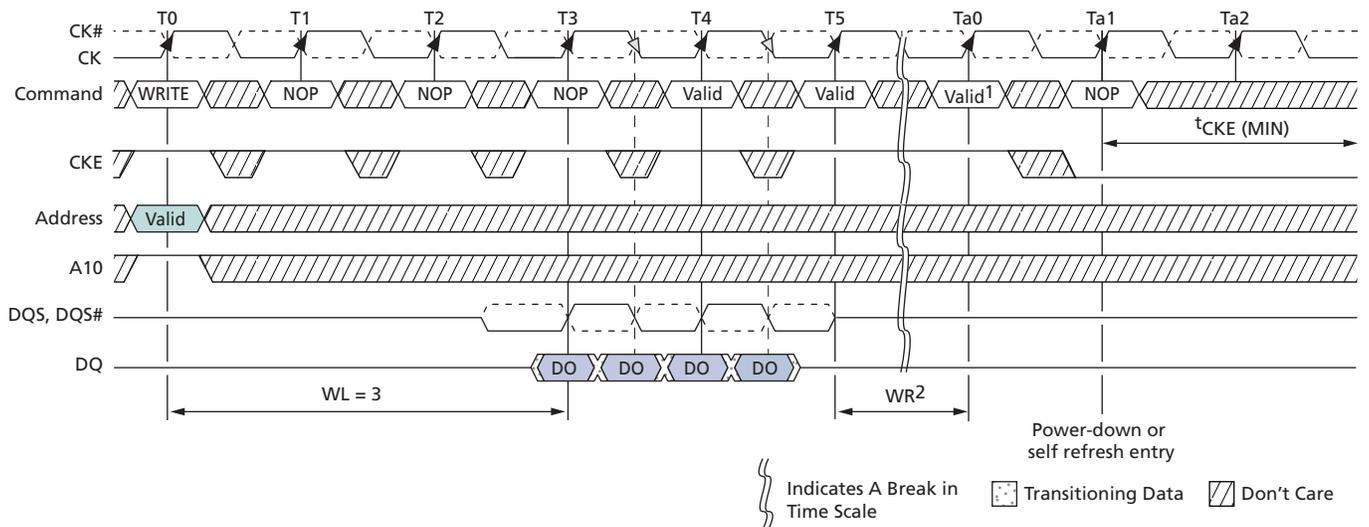 T0 T1 T2 T3 T4 T5 Ta0 Ta1 Ta2
CK#
CK
Command WRITE NOP NOP NOP Valid Valid Valid1 NOP
tCKE (MIN)
CKE
Address Valid
A10
DQS, DQS#
DQ DO DO DO DO
WL = 3 WR2
Power-down or
self refresh entry
Indicates A Break in
Time Scale
Transitioning Data
Don't Care